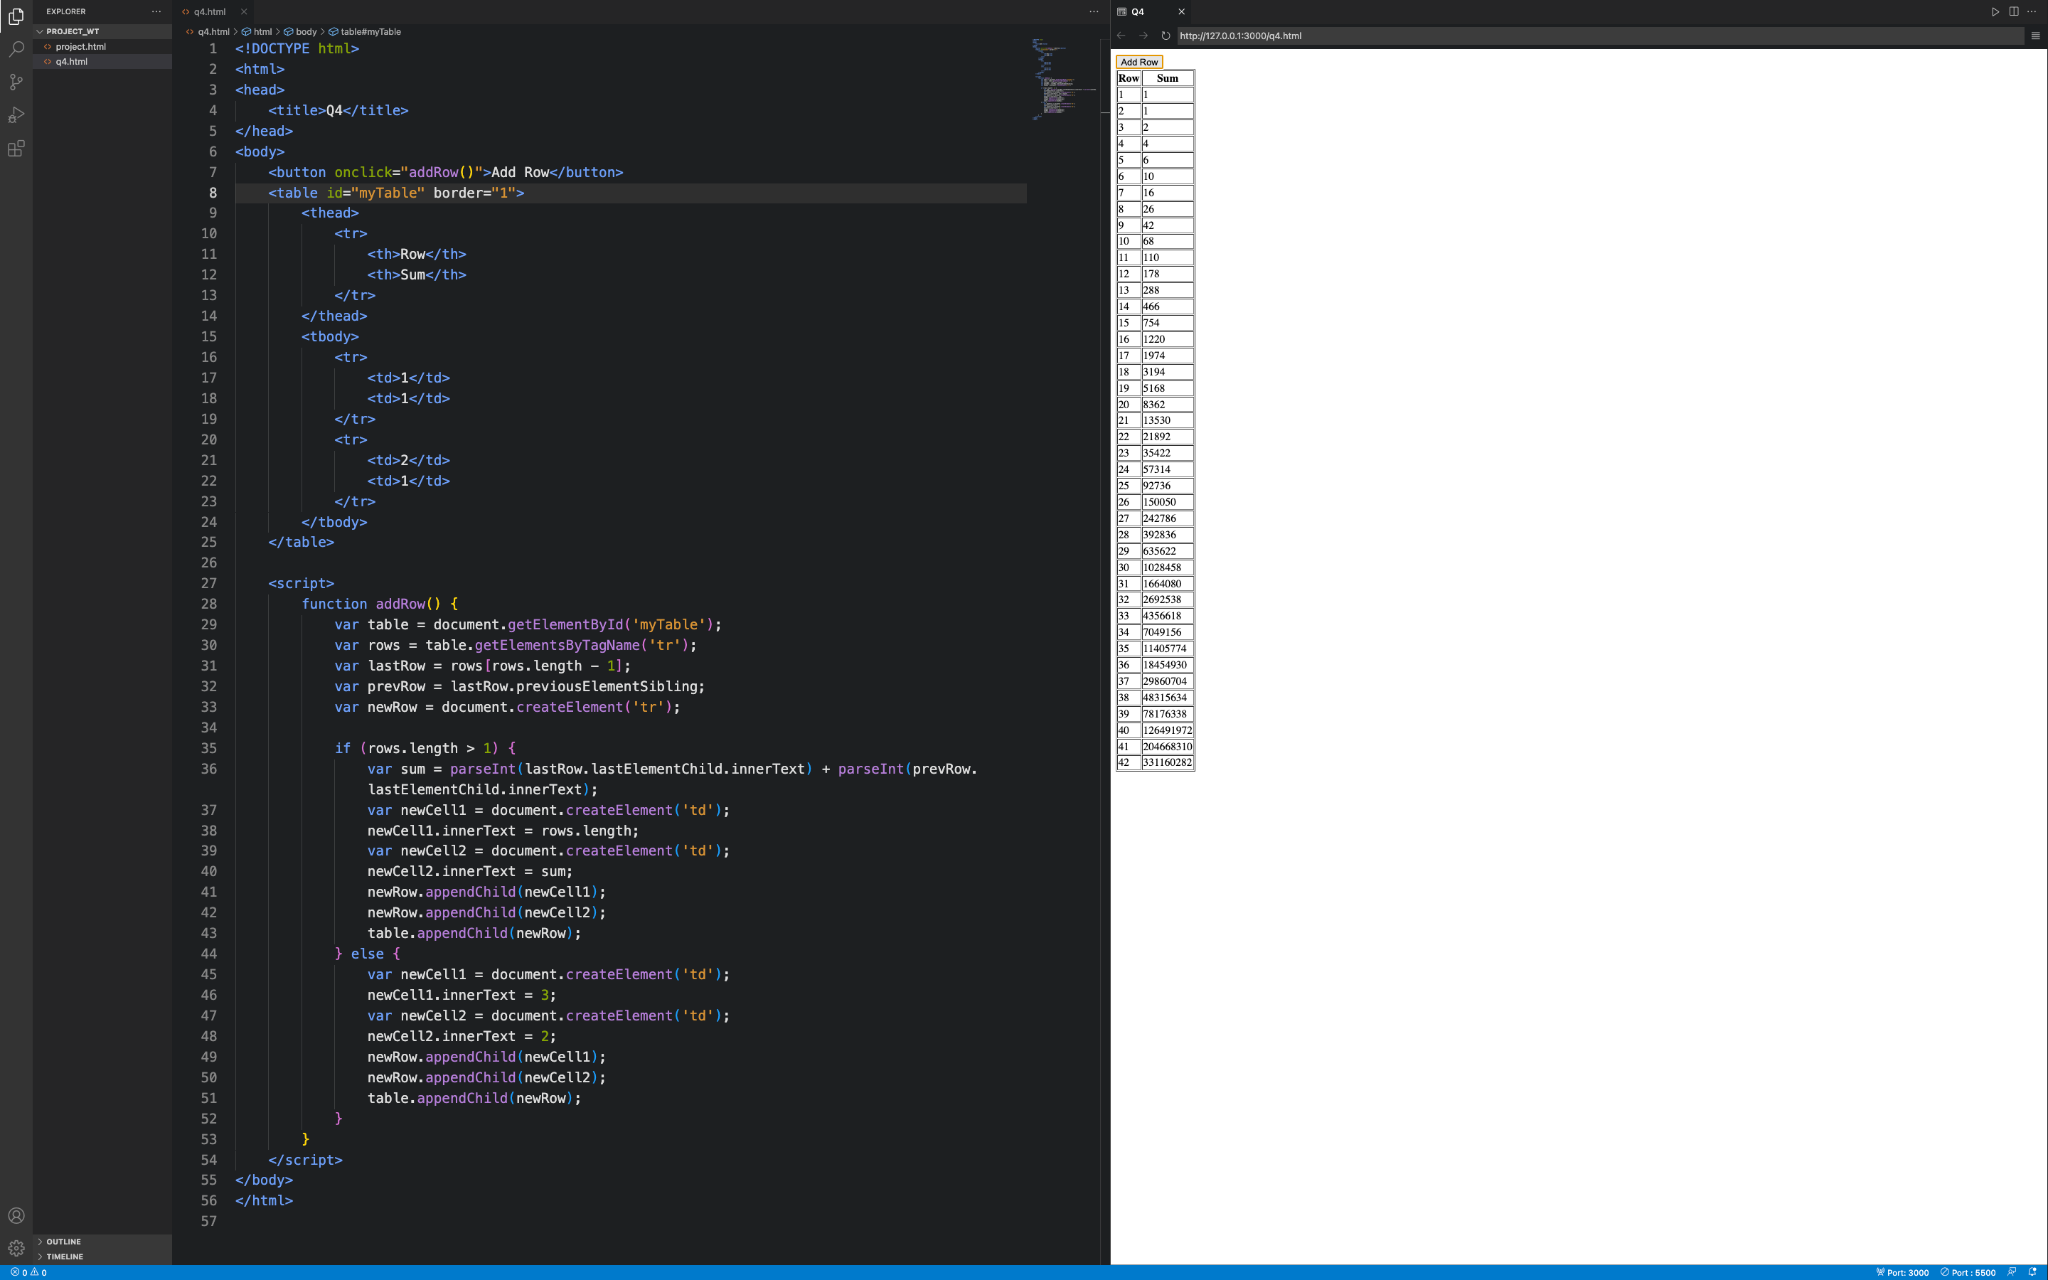 EXPLORER
PROJECT_WT
project.html
q4.html
OUTLINE
TIMELINE
q4.html
q4.html > html > body > table#myTable
1 <!DOCTYPE html>
2 <html>
3 <head>
4 <title>Q4</title>
5 </head>
6 <body>
7 <button onclick="addRow()">Add Row</button>
8 <table id="myTable" border="1">
9 <thead>
10 <tr>
11 <th>Row</th>
12 <th>Sum</th>
13 </tr>
14 </thead>
15 <tbody>
16 <tr>
17 <td>1</td>
18 <td>1</td>
19 </tr>
20 <tr>
21 <td>2</td>
22 <td>1</td>
23 </tr>
24 </tbody>
25 </table>
26
27 <script>
28 function addRow() {
29 var table = document.getElementById('myTable');
30 var rows = table.getElementsByTagName('tr');
31 var lastRow = rows[rows.length - 1];
32 var prevRow = lastRow.previousElementSibling;
33 var newRow = document.createElement('tr');
34
35 if (rows.length > 1) {
36 var sum = parseInt(lastRow.lastElementChild.innerText) + parseInt(prevRow.
lastElementChild.innerText);
37 var newCell1 = document.createElement('td');
38 newCell1.innerText = rows.length;
39 var newCell2 = document.createElement('td');
40 newCell2.innerText = sum;
41 newRow.appendChild(newCell1);
42 newRow.appendChild(newCell2);
43 table.appendChild(newRow);
44 } else {
45 var newCell1 = document.createElement('td');
46 newCell1.innerText = 3;
47 var newCell2 = document.createElement('td');
48 newCell2.innerText = 2;
49 newRow.appendChild(newCell1);
50 newRow.appendChild(newCell2);
51 table.appendChild(newRow);
52 }
53 }
54 </script>
55 </body>
56 </html>
57
Q4
http://127.0.0.1:3000/q4.html
Add Row
Row Sum
1 1
2 1
3 2
4 4
5 6
6 10
7 16
8 26
9 42
10 68
11 110
12 178
13 288
14 466
15 754
16 1220
17 1974
18 3194
19 5168
20 8362
21 13530
22 21892
23 35422
24 57314
25 92736
26 150050
27 242786
28 392836
29 635622
30 1028458
31 1664080
32 2692538
33 4356618
34 7049156
35 11405774
36 18454930
37 29860704
38 48315634
39 78176338
40 126491972
41 204668310
42 331160282
0 0
Port: 3000 Port : 5500